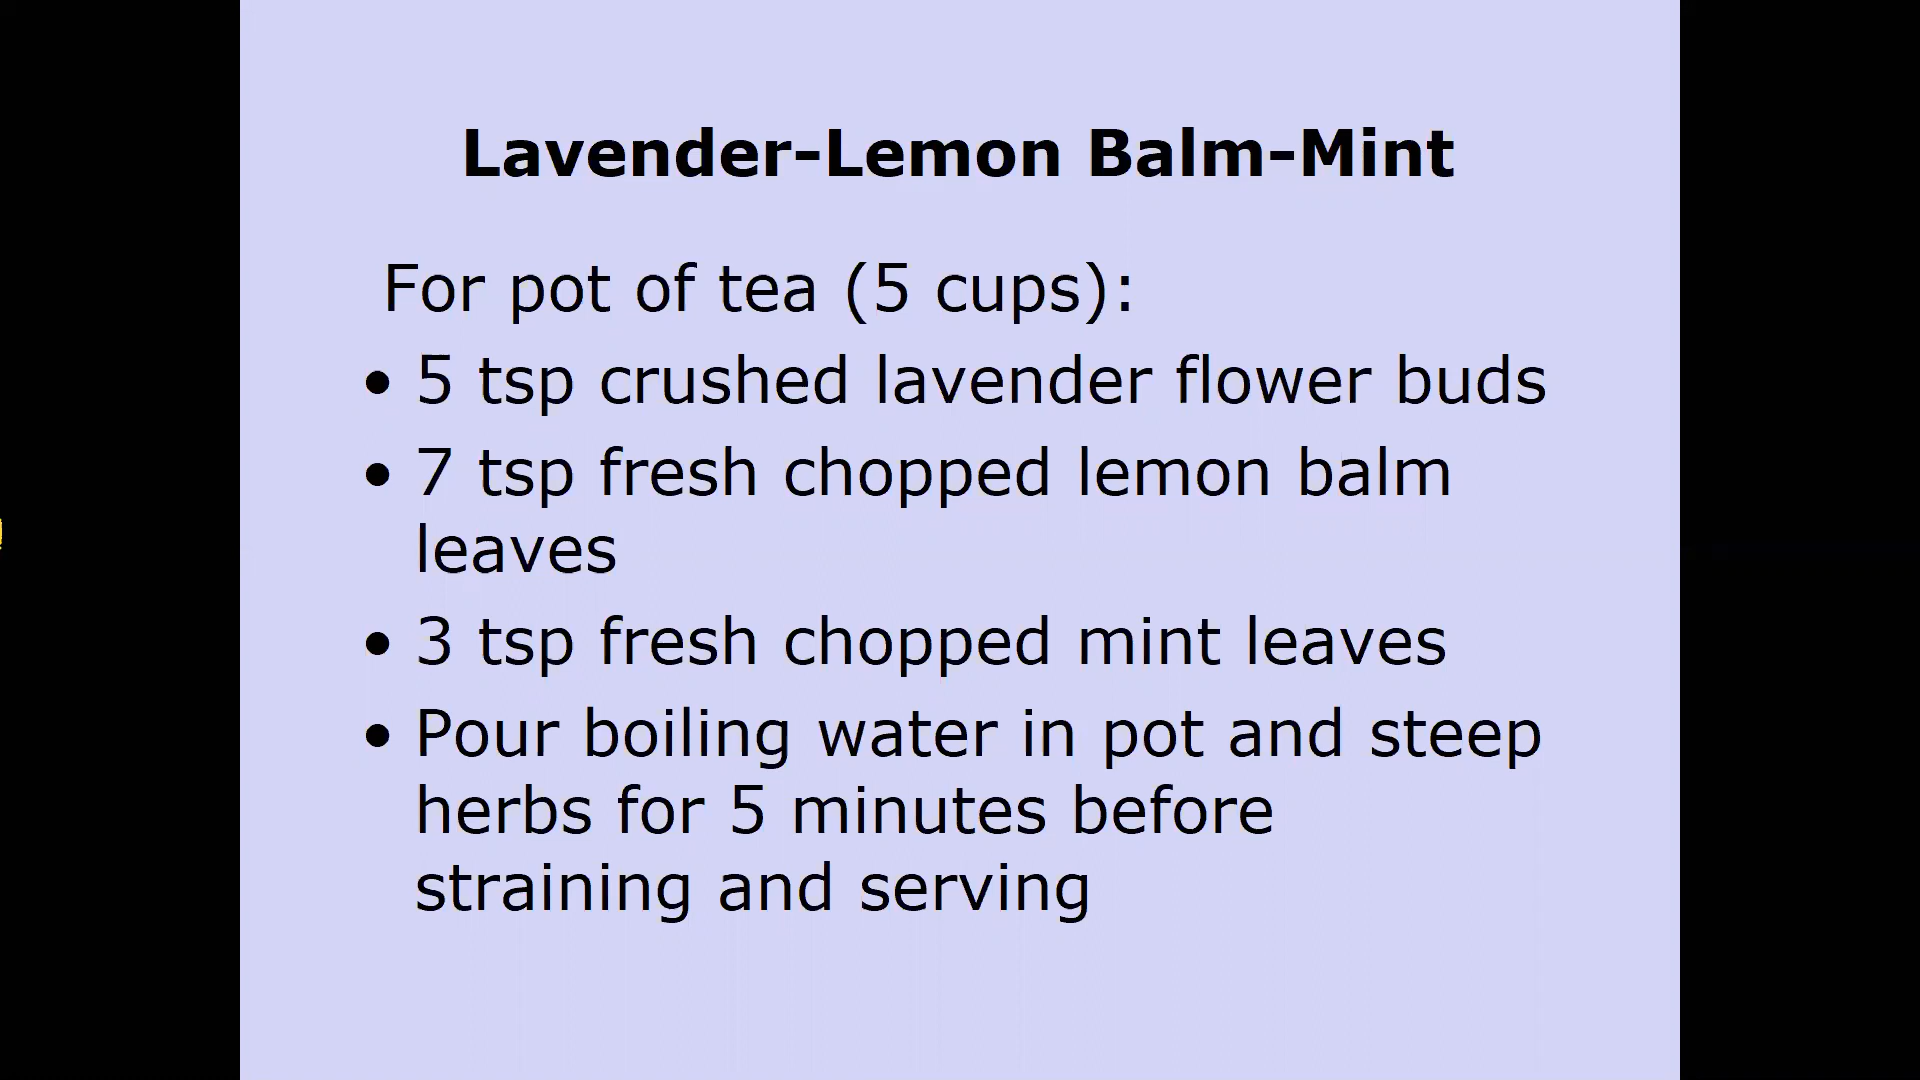 Lavender-Lemon Balm-Mint
For pot of tea (5 cups):
• 5 tsp crushed lavender flower buds
• 7 tsp fresh chopped lemon balm
leaves
• 3 tsp fresh chopped mint leaves
• Pour boiling water in pot and steep
herbs for 5 minutes before
straining and serving